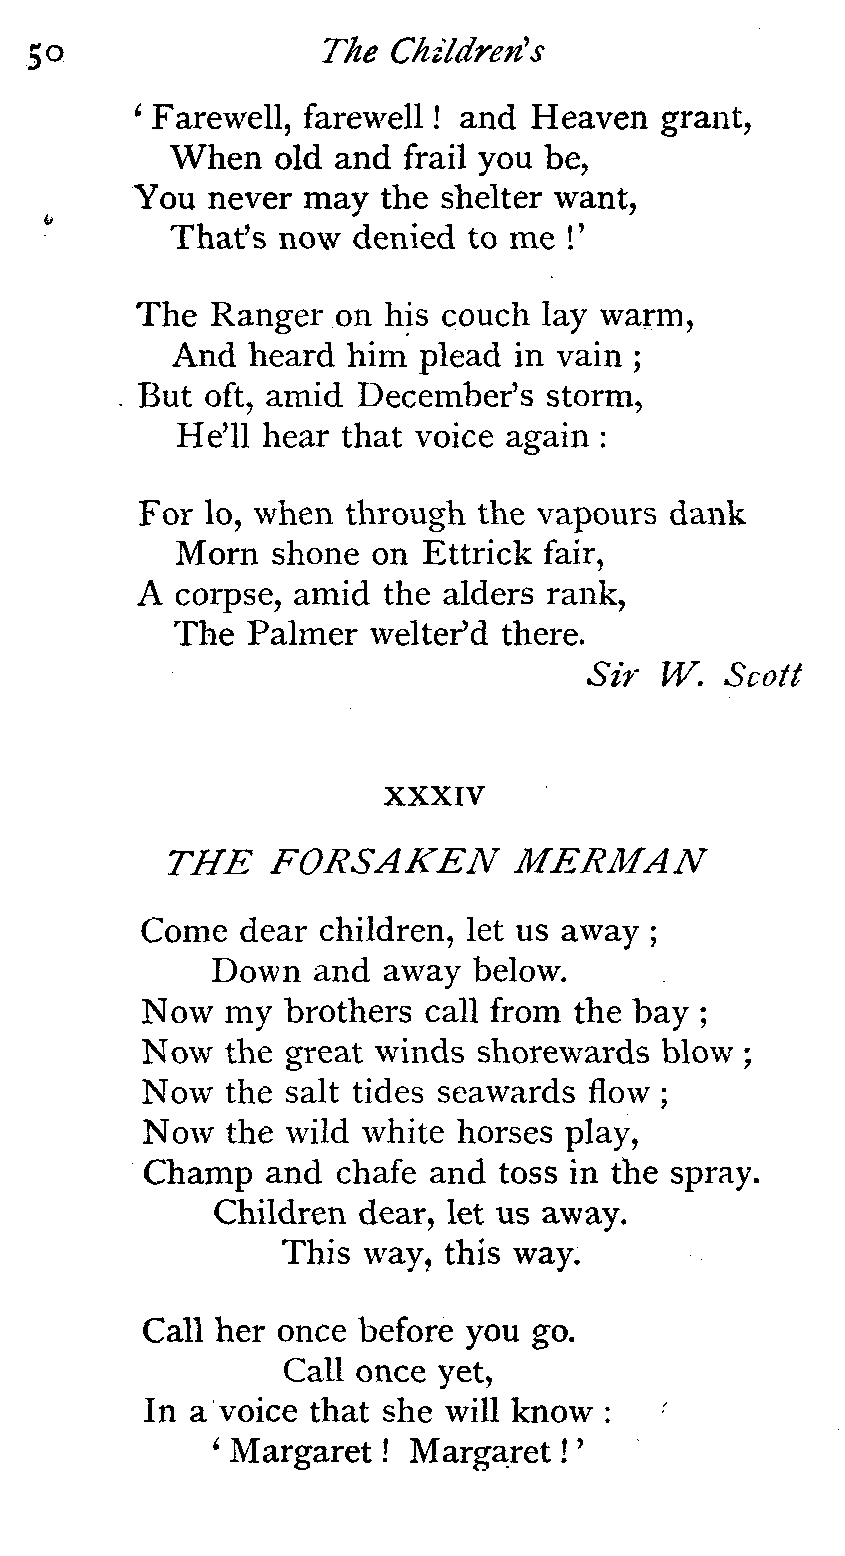 50 The Children's
‘ Farewell, farewell ! and Heaven grant,
When old and frail you be,
You never may the shelter want,
That's now denied to me !’
The Ranger on his couch lay warm,
And heard him plead in vain ;
But oft, amid December's storm,
He'll hear that voice again :
For lo, when through the vapours dank
Morn shone on Ettrick fair,
A corpse, amid the alders rank,
The Palmer welter'd there.
Sir W. Scott
XXXIV
THE FORSAKEN MERMAN
Come dear children, let us away ;
Down and away below.
Now my brothers call from the bay ;
Now the great winds shorewards blow ;
Now the salt tides seawards flow ;
Now the wild white horses play,
Champ and chafe and toss in the spray.
Children dear, let us away.
This way, this way.
Call her once before you go.
Call once yet,
In a voice that she will know :
‘ Margaret ! Margaret !’